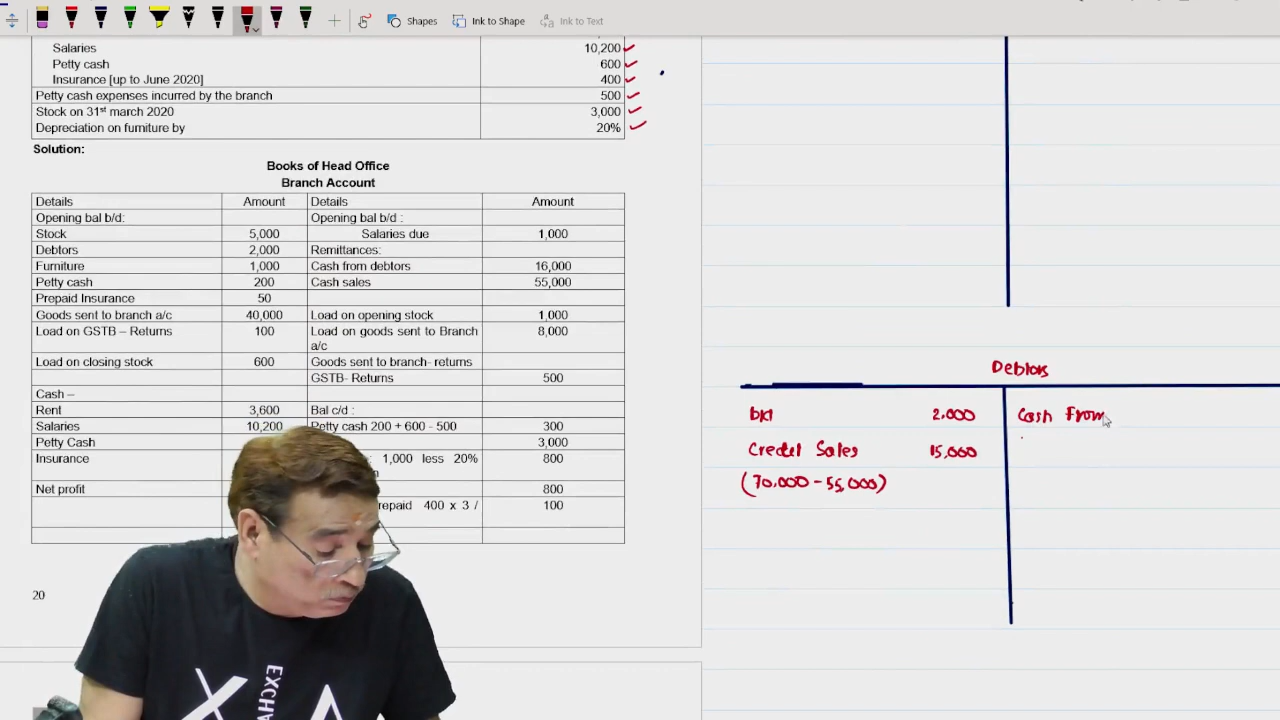 Shapes Ink to Shape Ink to Text
Salaries 10,200
Petty cash 600
Insurance [up to June 2020] 400
Petty cash expenses incurred by the branch 500
Stock on 31st march 2020 3,000
Depreciation on furniture by 20%
Solution:
Books of Head Office
Branch Account
Details Amount Details Amount
Opening bal b/d: Opening bal b/d :
Stock 5,000 Salaries due 1,000
Debtors 2,000 Remittances:
Furniture 1,000 Cash from debtors 16,000
Petty cash 200 Cash sales 55,000
Prepaid Insurance 50
Goods sent to branch a/c 40,000 Load on opening stock 1,000
Load on GSTB – Returns 100 Load on goods sent to Branch 8,000
a/c
Load on closing stock 600 Goods sent to branch- returns
GSTB- Returns 500
Cash –
Rent 3,600 Bal c/d :
Salaries 10,200 Petty cash 200 + 600 - 500 300
Petty Cash 3,000
Insurance : 1,000 less 20% 800
Net profit 800
repaid 400 x 3 / 100
20
Debtors
b/d 2,000 Cash From
Credit Sales 15,000
(70,000 - 55,000)
EXCHA